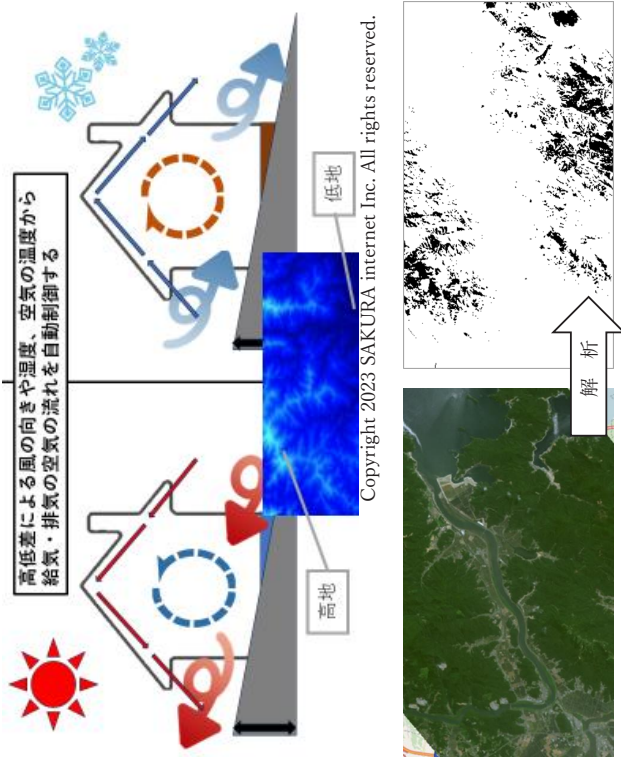 高低差による風の向きや湿度、空気の温度から
給気・排気の空気の流れを自動制御する
高地
低地
Copyright 2023 SAKURA internet Inc. All rights reserved.
解析